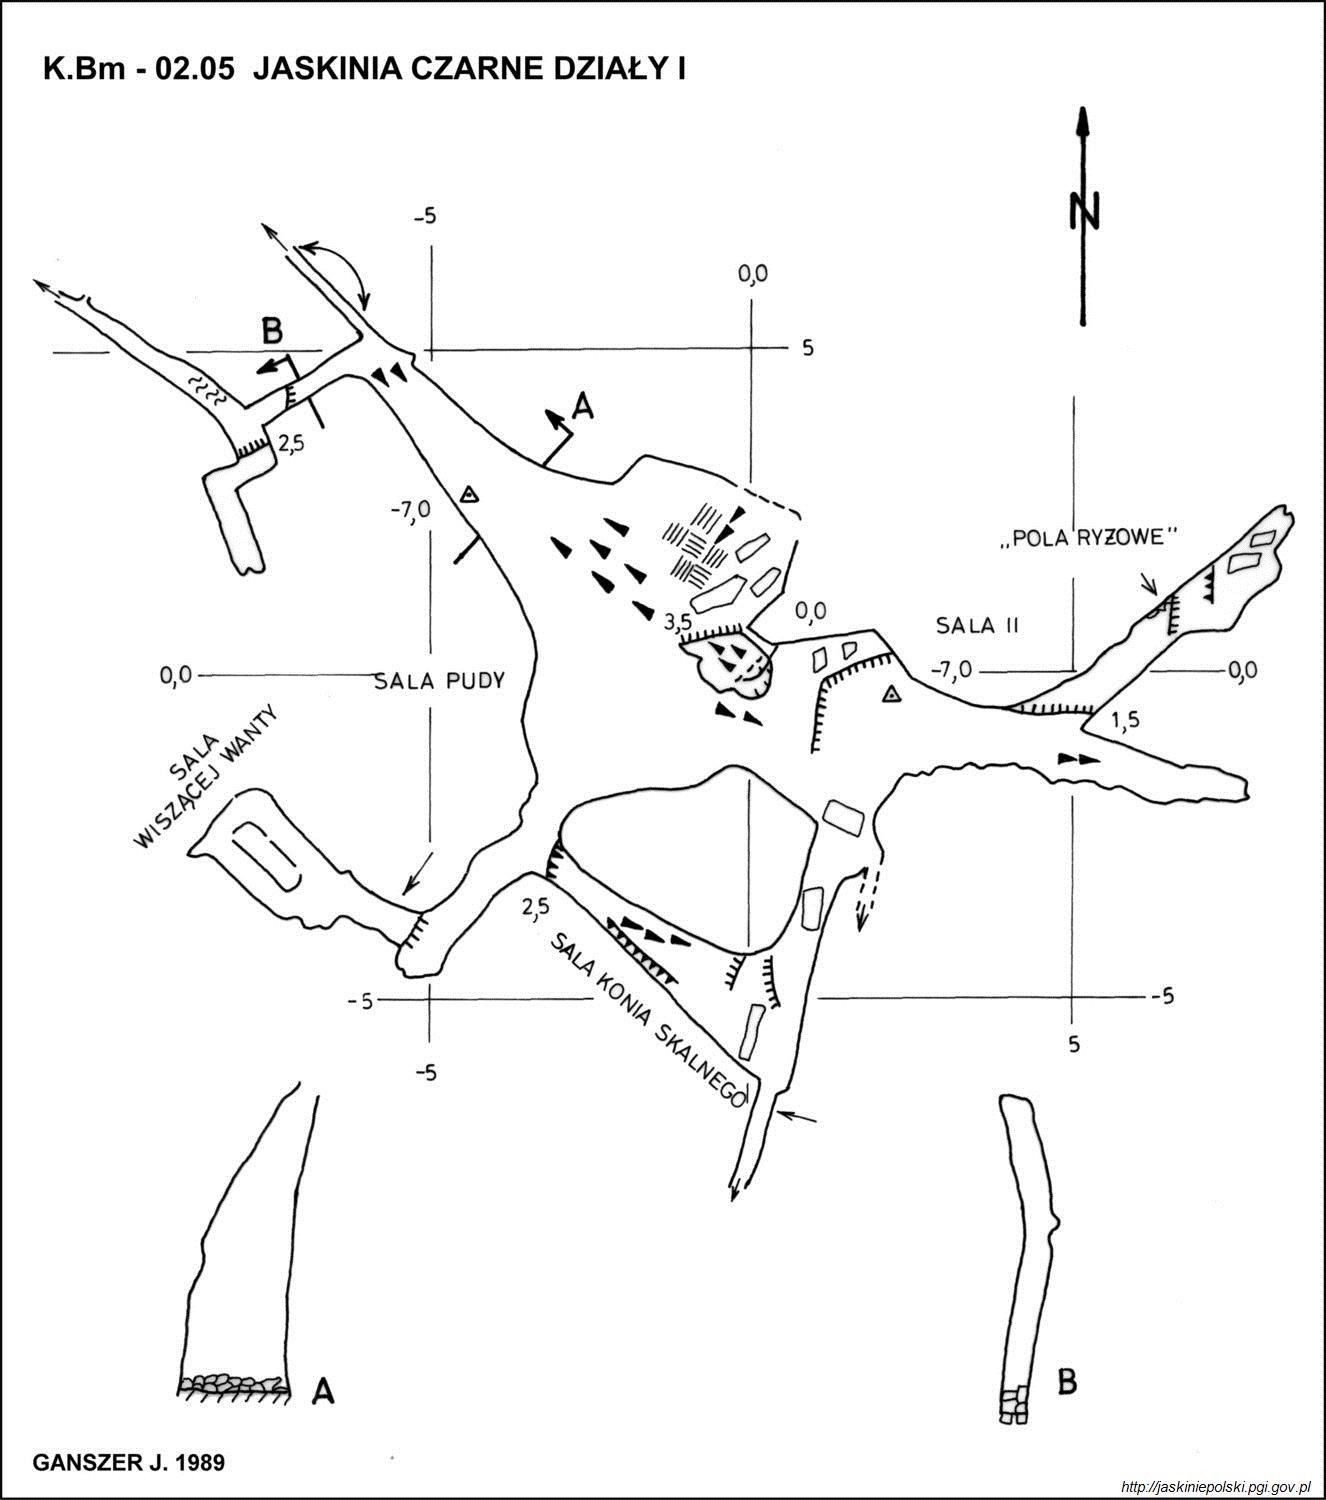 K.Bm - 02.05 JASKINIA CZARNE DZIAŁY I
N
-5
0,0
B
5
A
2,5
-7,0
„POLA RYŻOWE"
3,5
0,0
SALA II
0,0
SALA PUDY
-7,0
0,0
SALA
WISZĄCEJ WANTY
1,5
2,5
SALA KONIA SKALNEGO
-5
-5
-5
5
A
B
GANSZER J. 1989
http://jaskiniepolski.pgi.gov.pl